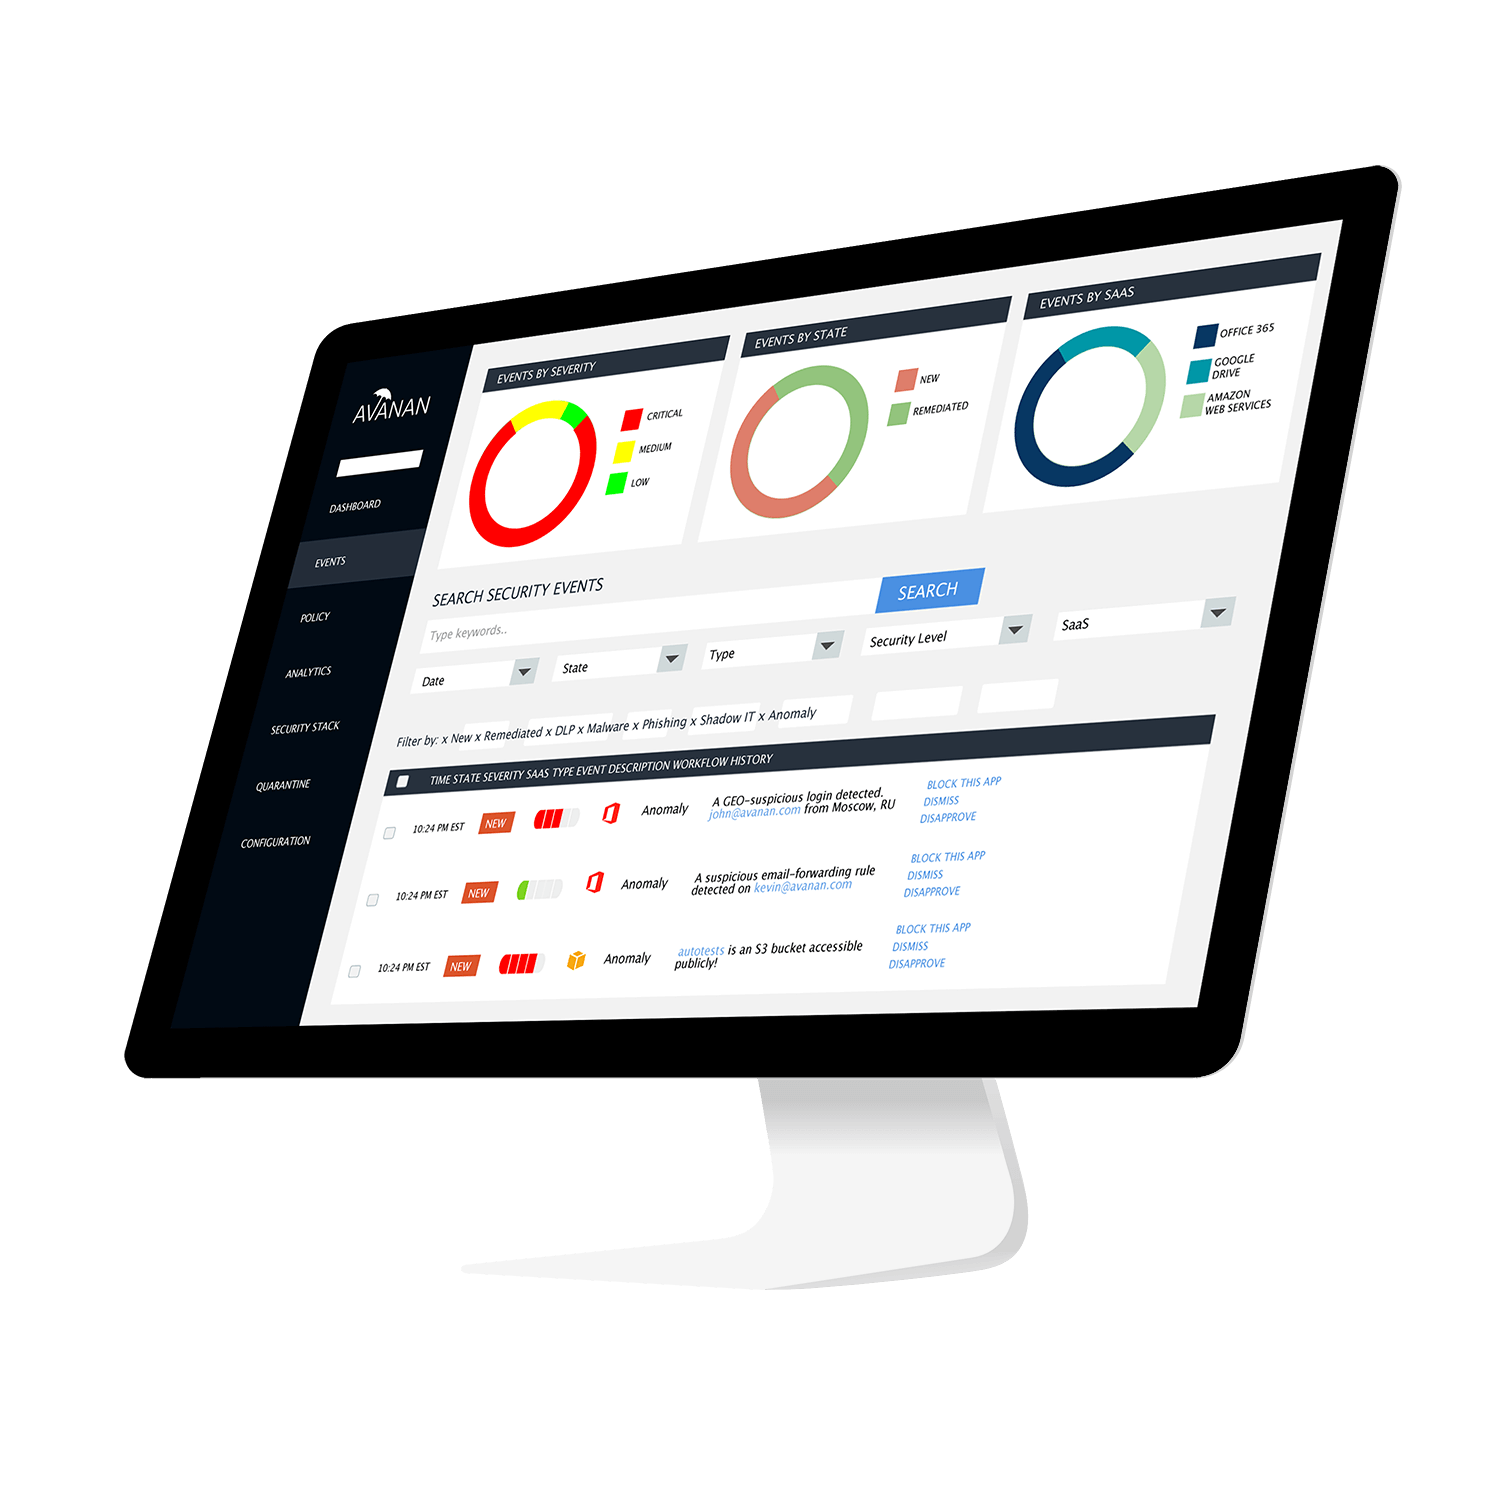 AVANAN
DASHBOARD
EVENTS
POLICY
ANALYTICS
SECURITY STACK
QUARANTINE
CONFIGURATION
EVENTS BY SEVERITY
CRITICAL
MEDIUM
LOW
EVENTS BY STATE
NEW
REMEDIATED
EVENTS BY SAAS
OFFICE 365
GOOGLE
DRIVE
AMAZON
WEB SERVICES
SEARCH SECURITY EVENTS
Type keywords..
SEARCH
Date
State
Type
Security Level
SaaS
Filter by: x New x Remediated x DLP x Malware x Phishing x Shadow IT x Anomaly
TIME STATE SEVERITY SAAS TYPE EVENT DESCRIPTION WORKFLOW HISTORY
10:24 PM EST
NEW
Anomaly
A GEO-suspicious login detected.
john@avanan.com from Moscow, RU
BLOCK THIS APP
DISMISS
DISAPPROVE
10:24 PM EST
NEW
Anomaly
A suspicious email-forwarding rule
detected on kevin@avanan.com
BLOCK THIS APP
DISMISS
DISAPPROVE
10:24 PM EST
NEW
Anomaly
autotests is an S3 bucket accessible
publicly!
BLOCK THIS APP
DISMISS
DISAPPROVE